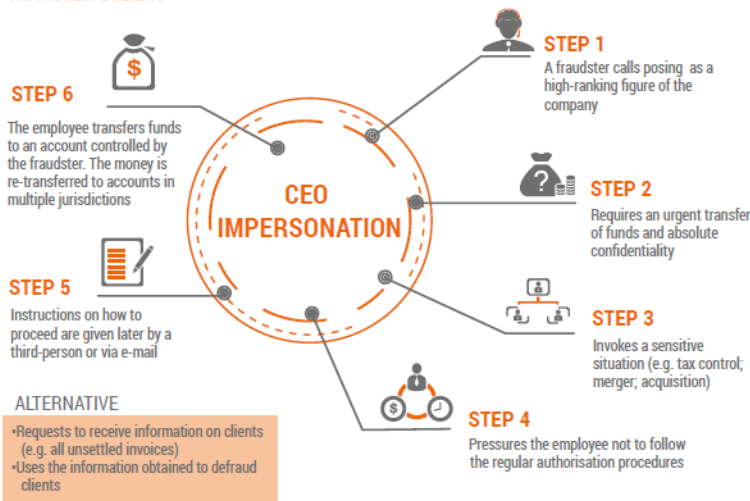 STEP 1
A fraudster calls posing as a
high-ranking figure of the
company
STEP 2
Requires an urgent transfer
of funds and absolute
confidentiality
STEP 3
Invokes a sensitive
situation (e.g. tax control;
merger; acquisition)
STEP 4
Pressures the employee not to follow
the regular authorisation procedures
STEP 5
Instructions on how to
proceed are given later by a
third-person or via e-mail
STEP 6
The employee transfers funds
to an account controlled by
the fraudster. The money is
re-transferred to accounts in
multiple jurisdictions
CEO
IMPERSONATION
$
?
$
ALTERNATIVE
•Requests to receive information on clients
(e.g. all unsettled invoices)
•Uses the information obtained to defraud
clients